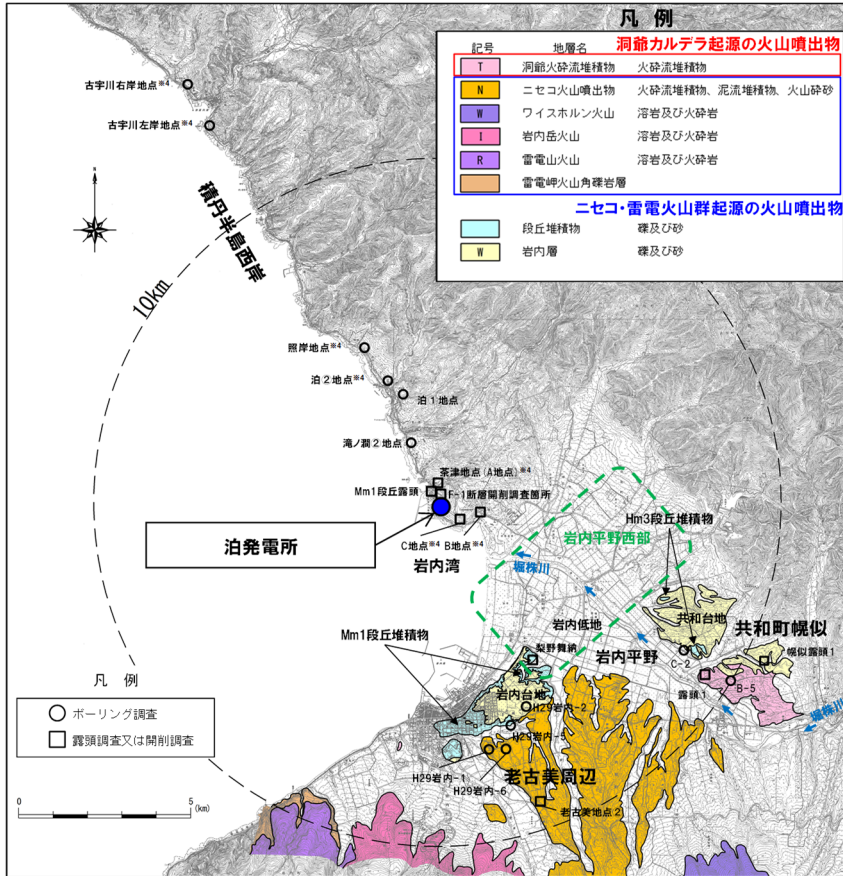 凡 例
記号 地層名 洞爺カルデラ起源の火山噴出物
T 洞爺火砕流堆積物 火砕流堆積物
N ニセコ火山噴出物 火砕流堆積物、泥流堆積物、火山砕砂
W ワイスホルン火山 溶岩及び火砕岩
I 岩内岳火山 溶岩及び火砕岩
R 雷電山火山 溶岩及び火砕岩
雷電岬火山角礫岩層
ニセコ・雷電火山群起源の火山噴出物
段丘堆積物 礫及び砂
W 岩内層 礫及び砂
古宇川右岸地点※4
古宇川左岸地点※4
積丹半島西岸
10km
照岸地点※4
泊2地点※4
泊1地点
滝ノ澗2地点
茶津地点(A地点)※4
Mm1段丘露頭
F-1断層開削調査箇所
泊発電所
C地点※4 B地点※4
岩内湾
岩内平野西部
Hm3段丘堆積物
堀株川
岩内低地
共和台地
共和町幌似
Mm1段丘堆積物
梨野舞納
岩内平野
C-2
幌似露頭1
露頭1
B-5
堀株川
岩内台地
H29岩内-2
H29岩内-5
H29岩内-1
H29岩内-6
老古美周辺
老古美地点2
凡 例
ボーリング調査
露頭調査又は開削調査
0 5
(km)